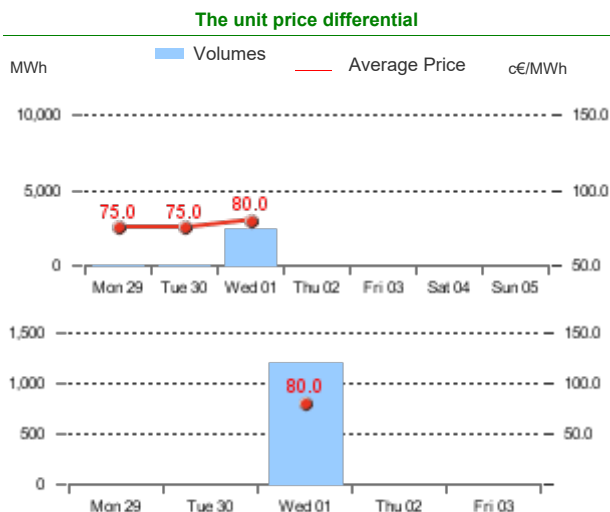 The unit price differential
MWh Volumes Average Price c€/MWh
10,000 150.0
5,000 100.0
75.0 75.0 80.0
0 50.0
Mon 29 Tue 30 Wed 01 Thu 02 Fri 03 Sat 04 Sun 05
1,500 150.0
1,000 80.0 100.0
500 50.0
0
Mon 29 Tue 30 Wed 01 Thu 02 Fri 03